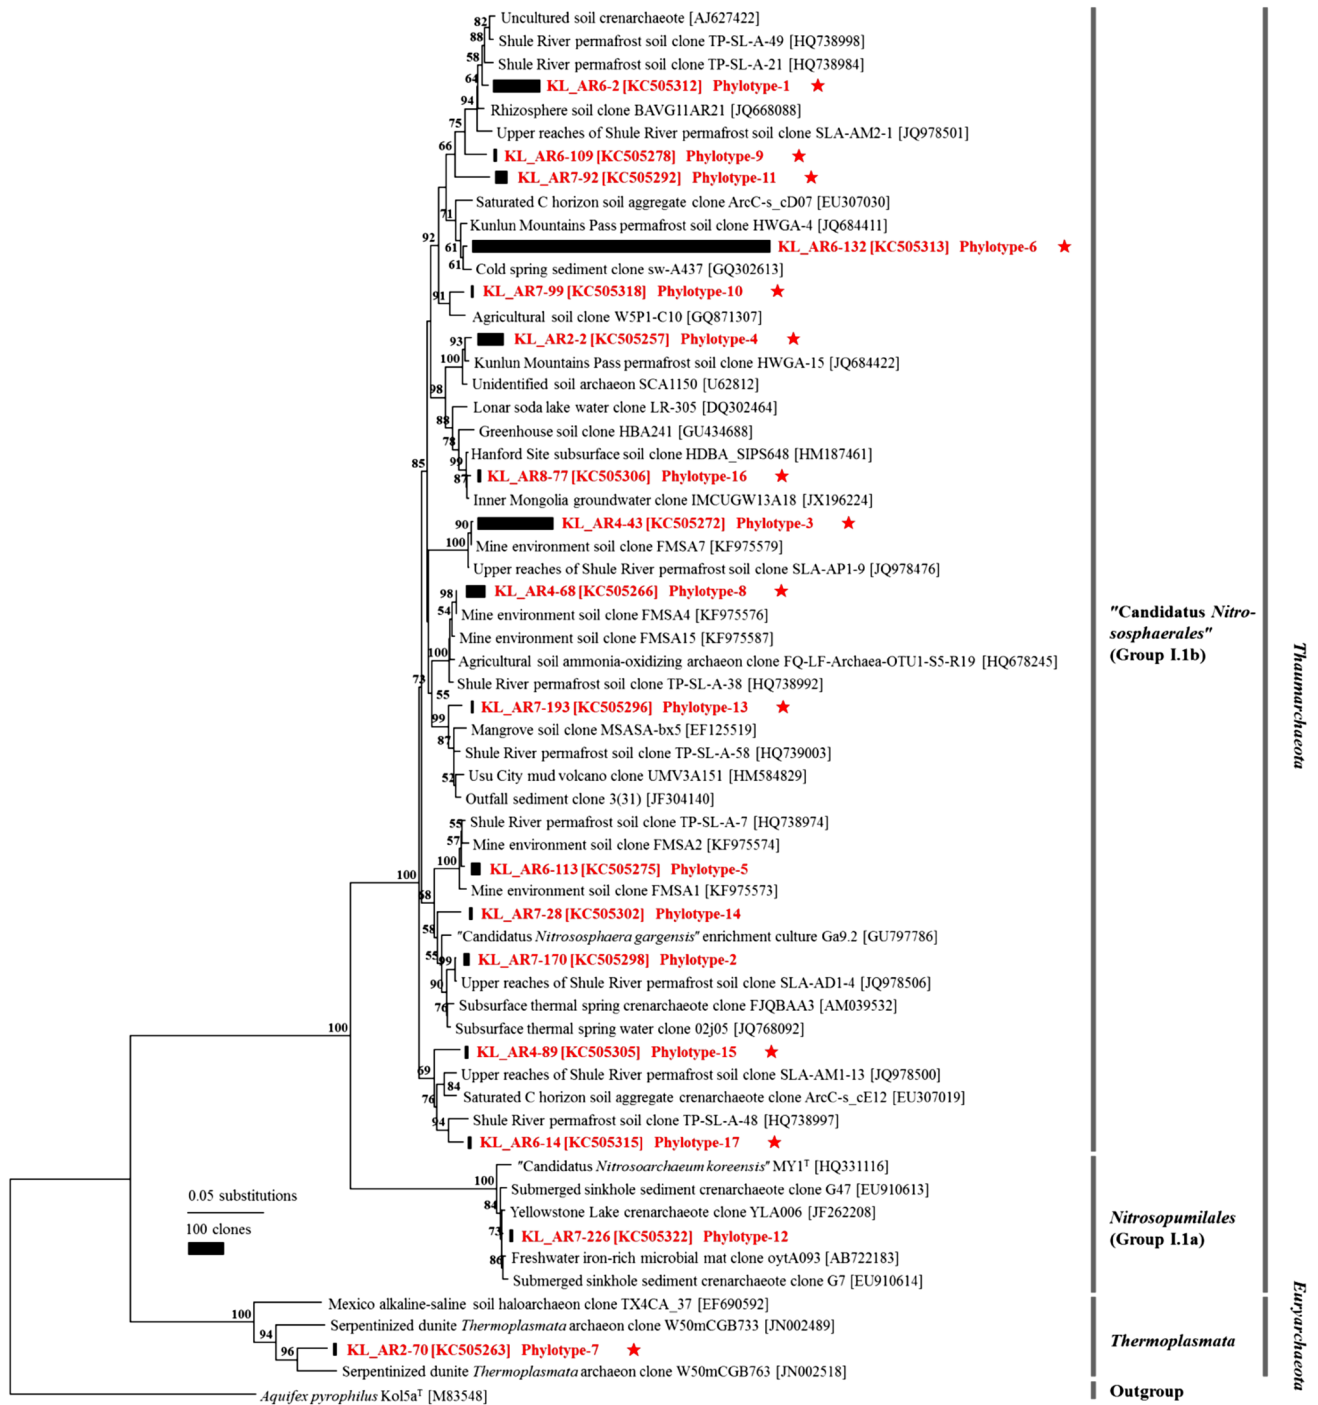 82
Uncultured soil crenarchaeote [AJ627422]
88
Shule River permafrost soil clone TP-SL-A-49 [HQ738998]
58
Shule River permafrost soil clone TP-SL-A-21 [HQ738984]
64
KL_AR6-2 [KC505312] Phylotype-1
94
Rhizosphere soil clone BAVG11AR21 [JQ668088]
75
Upper reaches of Shule River permafrost soil clone SLA-AM2-1 [JQ978501]
66
KL_AR6-109 [KC505278] Phylotype-9
KL_AR7-92 [KC505292] Phylotype-11
Saturated C horizon soil aggregate clone ArcC-s_cD07 [EU307030]
71
Kunlun Mountains Pass permafrost soil clone HWGA-4 [JQ684411]
92
61
KL_AR6-132 [KC505313] Phylotype-6
61
Cold spring sediment clone sw-A437 [GQ302613]
91
KL_AR7-99 [KC505318] Phylotype-10
Agricultural soil clone W5P1-C10 [GQ871307]
93
KL_AR2-2 [KC505257] Phylotype-4
100
Kunlun Mountains Pass permafrost soil clone HWGA-15 [JQ684422]
Unidentified soil archaeon SCA1150 [U62812]
98
Lonar soda lake water clone LR-305 [DQ302464]
88
Greenhouse soil clone HBA241 [GU434688]
78
Hanford Site subsurface soil clone HDBA_SIPS648 [HM187461]
85
99
87
KL_AR8-77 [KC505306] Phylotype-16
Inner Mongolia groundwater clone IMCUGW13A18 [JX196224]
90
KL_AR4-43 [KC505272] Phylotype-3
100
Mine environment soil clone FMSA7 [KF975579]
Upper reaches of Shule River permafrost soil clone SLA-AP1-9 [JQ978476]
98
KL_AR4-68 [KC505266] Phylotype-8
54
Mine environment soil clone FMSA4 [KF975576]
Mine environment soil clone FMSA15 [KF975587]
100
Agricultural soil ammonia-oxidizing archaeon clone FQ-LF-Archaea-OTU1-S5-R19 [HQ678245]
73
Shule River permafrost soil clone TP-SL-A-38 [HQ738992]
55
KL_AR7-193 [KC505296] Phylotype-13
99
Mangrove soil clone MSASA-bx5 [EF125519]
87
Shule River permafrost soil clone TP-SL-A-58 [HQ739003]
52
Usu City mud volcano clone UMV3A151 [HM584829]
Outfall sediment clone 3(31) [JF304140]
55
Shule River permafrost soil clone TP-SL-A-7 [HQ738974]
57
Mine environment soil clone FMSA2 [KF975574]
100
KL_AR6-113 [KC505275] Phylotype-5
100
58
Mine environment soil clone FMSA1 [KF975573]
KL_AR7-28 [KC505302] Phylotype-14
58
"Candidatus Nitrososphaera gargensis" enrichment culture Ga9.2 [GU797786]
55
99
KL_AR7-170 [KC505298] Phylotype-2
90
Upper reaches of Shule River permafrost soil clone SLA-AD1-4 [JQ978506]
76
Subsurface thermal spring crenarchaeote clone FJQBAA3 [AM039532]
100
Subsurface thermal spring water clone 02j05 [JQ768092]
KL_AR4-89 [KC505305] Phylotype-15
69
Upper reaches of Shule River permafrost soil clone SLA-AM1-13 [JQ978500]
84
76
Saturated C horizon soil aggregate crenarchaeote clone ArcC-s_cE12 [EU307019]
94
Shule River permafrost soil clone TP-SL-A-48 [HQ738997]
KL_AR6-14 [KC505315] Phylotype-17
"Candidatus Nitrosoarchaeum koreensis" MY1ᵀ [HQ331116]
100
Submerged sinkhole sediment crenarchaeote clone G47 [EU910613]
84
Yellowstone Lake crenarchaeote clone YLA006 [JF262208]
73
KL_AR7-226 [KC505322] Phylotype-12
86
Freshwater iron-rich microbial mat clone oytA093 [AB722183]
Submerged sinkhole sediment crenarchaeote clone G7 [EU910614]
0.05 substitutions
100 clones
Mexico alkaline-saline soil haloarchaeon clone TX4CA_37 [EF690592]
100
Serpentinized dunite Thermoplasmata archaeon clone W50mCGB733 [JN002489]
94
96
KL_AR2-70 [KC505263] Phylotype-7
Serpentinized dunite Thermoplasmata archaeon clone W50mCGB763 [JN002518]
Aquifex pyrophilus Kol5aᵀ [M83548]
"Candidatus Nitro-
sosphaerales"
(Group I.1b)
Nitrosopumilales
(Group I.1a)
Thermoplasmata
Outgroup
Thaumarchaeota
Euryarchaeota